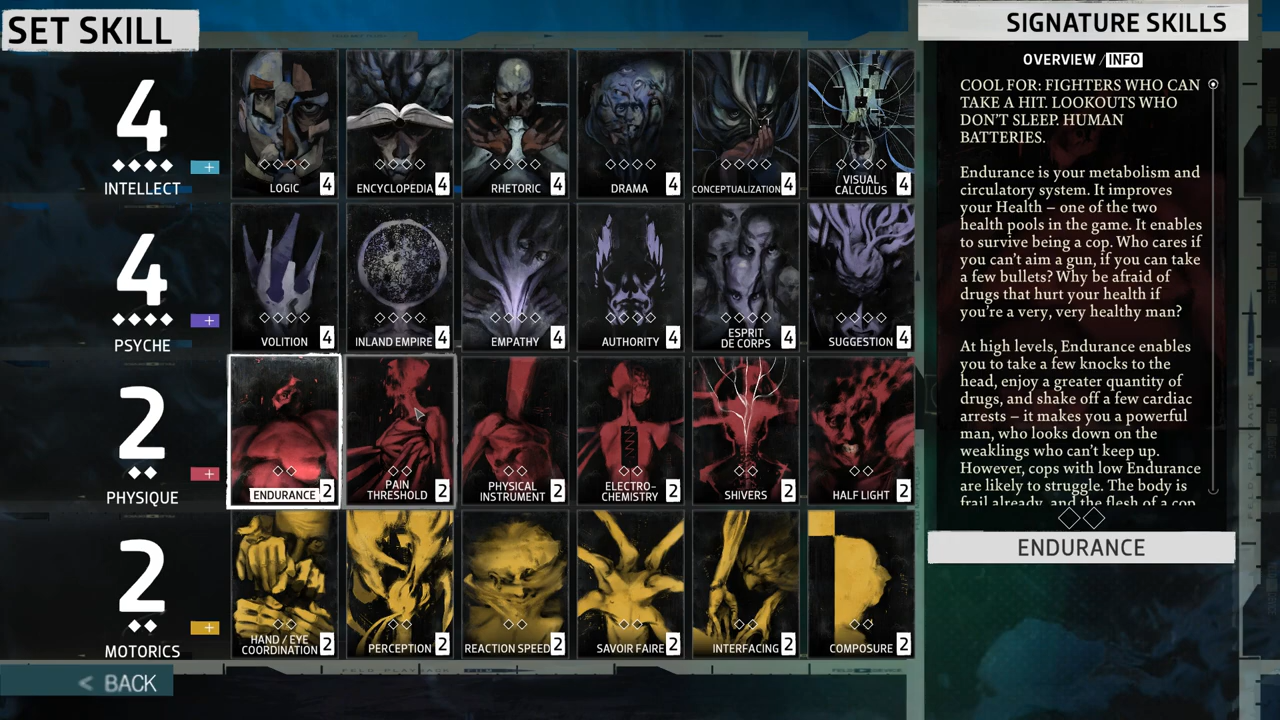 SET SKILL
SIGNATURE SKILLS
4
INTELLECT
+
LOGIC 4
ENCYCLOPEDIA 4
RHETORIC 4
DRAMA 4
CONCEPTUALIZATION 4
VISUAL
CALCULUS 4
4
PSYCHE
+
VOLITION 4
INLAND EMPIRE 4
EMPATHY 4
AUTHORITY 4
ESPRIT
DE CORPS 4
SUGGESTION 4
2
PHYSIQUE
+
ENDURANCE 2
PAIN
THRESHOLD 2
PHYSICAL
INSTRUMENT 2
ELECTRO-
CHEMISTRY 2
SHIVERS 2
HALF LIGHT 2
2
MOTORICS
+
HAND / EYE
COORDINATION 2
PERCEPTION 2
REACTION SPEED 2
SAVOIR FAIRE 2
INTERFACING 2
COMPOSURE 2
< BACK
OVERVIEW / INFO
COOL FOR: FIGHTERS WHO CAN
TAKE A HIT. LOOKOUTS WHO
DON'T SLEEP. HUMAN
BATTERIES.
Endurance is your metabolism and
circulatory system. It improves
your Health – one of the two
health pools in the game. It enables
to survive being a cop. Who cares if
you can't aim a gun, if you can take
a few bullets? Why be afraid of
drugs that hurt your health if
you're a very, very healthy man?
At high levels, Endurance enables
you to take a few knocks to the
head, enjoy a greater quantity of
drugs, and shake off a few cardiac
arrests – it makes you a powerful
man, who looks down on the
weaklings who can't keep up.
However, cops with low Endurance
are likely to struggle. The body is
frail already, and the flesh of a cop
ENDURANCE